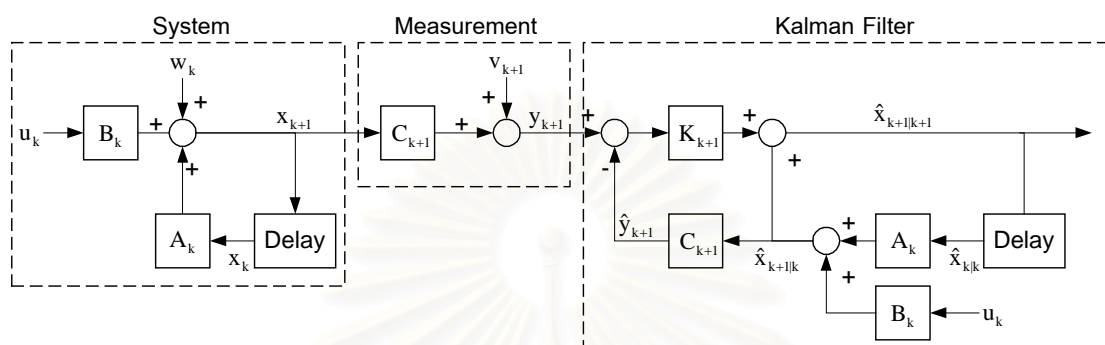 System
Measurement
Kalman Filter
w_k
v_{k+1}
u_k
B_k
+
+
+
x_{k+1}
C_{k+1}
+
+
y_{k+1}
+
-
K_{k+1}
+
+
x̂_{k+1|k+1}
A_k
x_k
Delay
ŷ_{k+1}
C_{k+1}
x̂_{k+1|k}
+
+
A_k
x̂_{k|k}
Delay
B_k
u_k